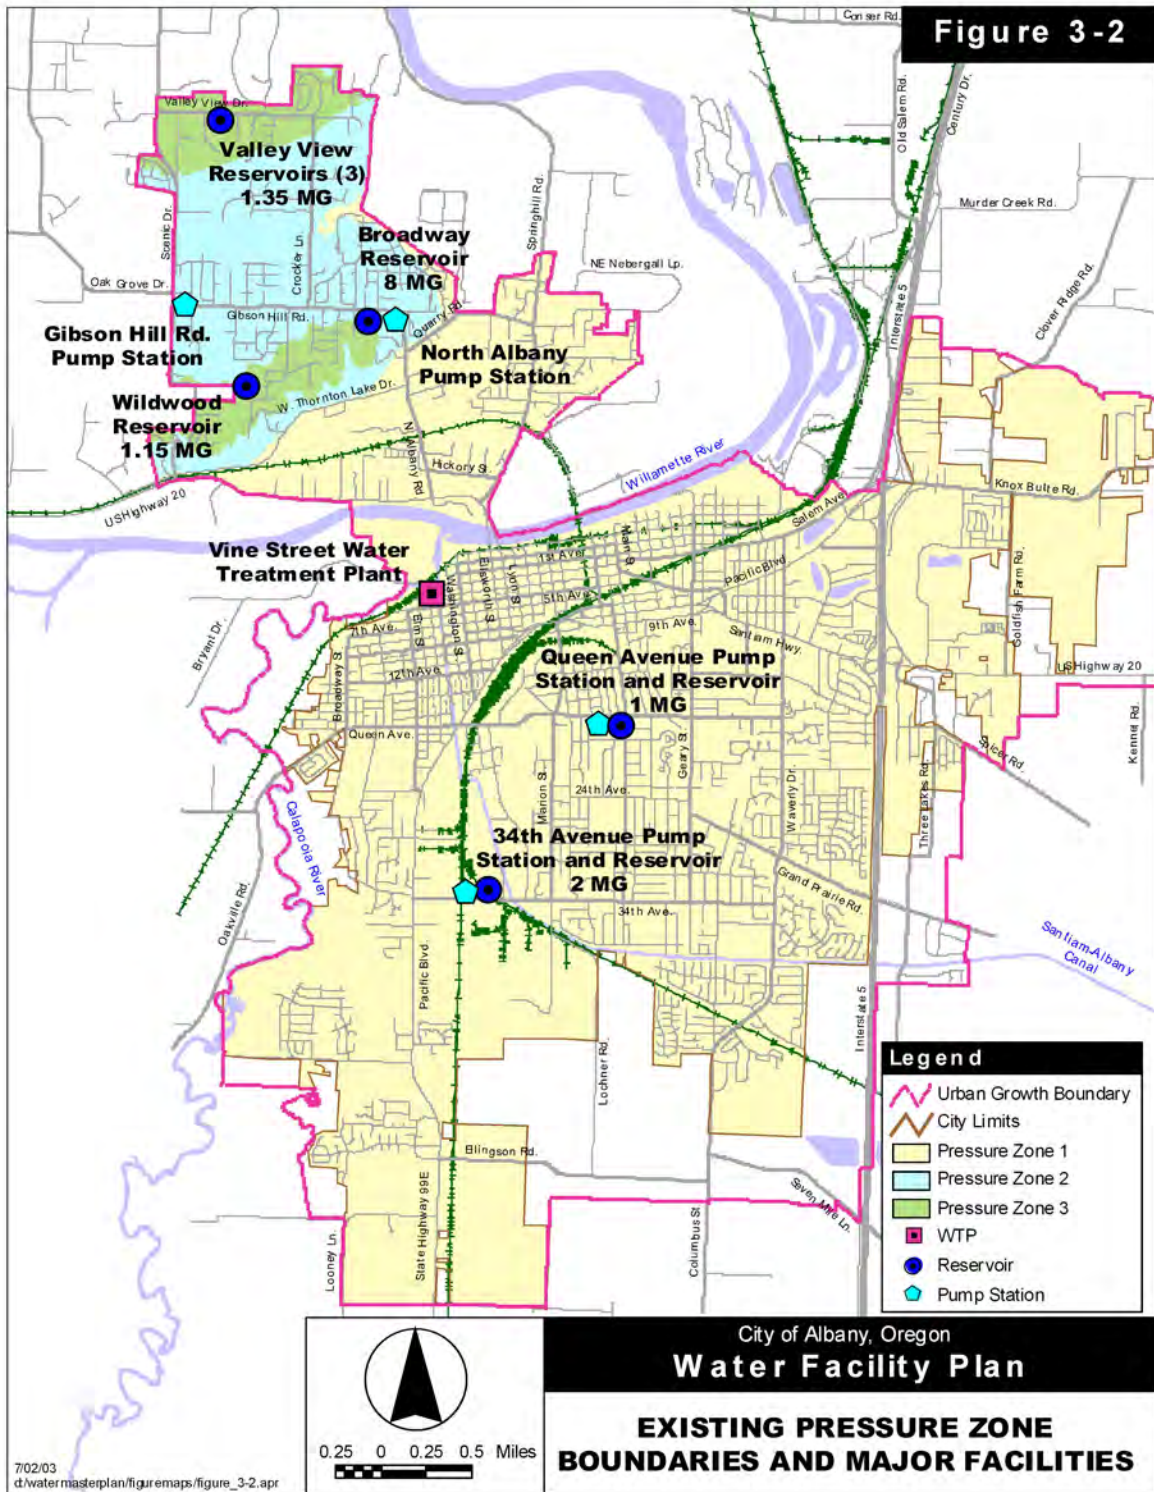 Figure 3-2
Conser Rd.
Old Salem Rd.
Century Dr.
Valley View Dr.
Valley View
Reservoirs (3)
1.35 MG
Murder Creek Rd.
Springhill Rd.
Scenic Dr.
Crocker Ln
Broadway
Reservoir
8 MG
NE Nebergall Lp.
Oak Grove Dr.
Clover Ridge Rd.
Gibson Hill Rd.
Quarry Rd.
Interstate 5
Gibson Hill Rd.
Pump Station
North Albany
Pump Station
W. Thornton Lake Dr.
Wildwood
Reservoir
1.15 MG
N. Albany Rd
Hickory St.
Willamette River
US Highway 20
Knox Butte Rd.
Salem Ave.
Vine Street Water
Treatment Plant
Main St.
1st Ave
Ellsworth St.
Lyon St.
Washington St.
Pacific Blvd
Goldfish Farm Rd.
5th Ave
Elm St.
7th Ave.
9th Ave.
Santiam Hwy.
Bryant Dr.
12th Ave
Queen Avenue Pump
Station and Reservoir
1 MG
US Highway 20
Broadway St
Queen Ave.
Geary St.
Kennel Rd.
Spicer Rd.
Marion St.
24th Ave.
Waverly Dr.
Three Lakes Rd.
Calapooia River
34th Avenue Pump
Station and Reservoir
2 MG
Grand Prairie Rd.
34th Ave.
Oakville Rd.
Santiam-Albany
Canal
Pacific Blvd
Interstate 5
Lochner Rd.
Legend
Urban Growth Boundary
City Limits
Pressure Zone 1
Pressure Zone 2
Pressure Zone 3
WTP
Reservoir
Pump Station
Ellingson Rd.
Seven Mile Ln.
Looney Ln.
State Highway 99E
Columbus St
City of Albany, Oregon
Water Facility Plan
EXISTING PRESSURE ZONE
BOUNDARIES AND MAJOR FACILITIES
0.25 0 0.25 0.5 Miles
7/02/03
d:/watermasterplan/figuremaps/figure_3-2.apr